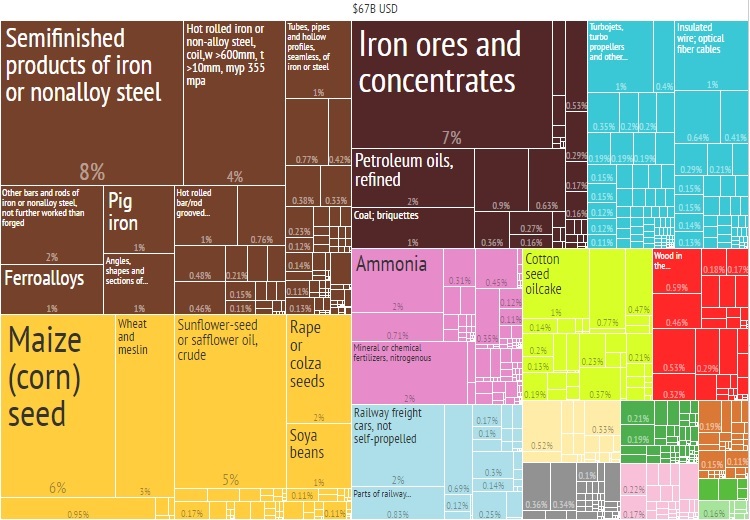 $67B USD
Semifinished
products of iron
or nonalloy steel
8%
Hot rolled iron or
non-alloy steel,
coil,w >600mm, t
>10mm, myp 355
mpa
4%
Tubes, pipes
and hollow
profiles,
seamless, of
iron or steel
1%
0.77%
0.42%
0.38%
0.33%
0.23%
0.12%
0.14%
0.11%
0.13%
Other bars and rods of
iron or nonalloy steel,
not further worked than
forged
2%
Pig
iron
1%
Hot rolled
bar/rod
grooved...
1%
0.76%
Ferroalloys
1%
Angles,
shapes and
sections of...
1%
0.48%
0.21%
0.46%
0.15%
0.11%
Iron ores and
concentrates
7%
0.53%
0.29%
0.17%
0.16%
Petroleum oils,
refined
2%
0.9%
0.63%
Coal; briquettes
1%
0.36%
0.27%
0.16%
Turbojets,
turbo
propellers
and other...
1%
0.4%
Insulated
wire; optical
fiber cables
1%
0.35%
0.2%
0.2%
0.64%
0.41%
0.19%
0.19%
0.19%
0.29%
0.21%
0.15%
0.15%
0.12%
0.12%
0.11%
0.15%
0.15%
0.14%
0.13%
Maize
(corn)
seed
6%
Wheat
and
meslin
3%
0.95%
Sunflower-seed
or safflower oil,
crude
5%
0.17%
Rape
or
colza
seeds
2%
Soya
beans
1%
0.11%
0.11%
Ammonia
2%
0.71%
0.31%
0.45%
0.12%
0.11%
0.35%
Mineral or chemical
fertilizers, nitrogenous
2%
Cotton
seed
oilcake
1%
0.77%
0.47%
0.14%
0.2%
0.13%
0.19%
0.23%
0.21%
0.37%
Wood in
the...
0.59%
0.18%
0.17%
0.46%
0.53%
0.29%
0.32%
Railway freight
cars, not
self-propelled
2%
Parts of railway...
0.83%
0.17%
0.1%
0.3%
0.69%
0.14%
0.12%
0.25%
0.52%
0.33%
0.21%
0.19%
0.19%
0.15%
0.11%
0.36%
0.34%
0.1%
0.22%
0.17%
0.16%